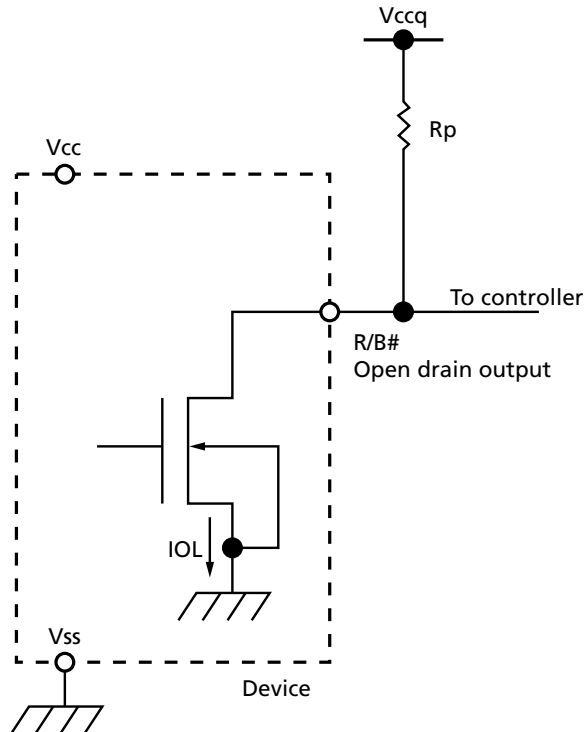 Vccq
Rp
Vcc
To controller
R/B#
Open drain output
IOL
Vss
Device